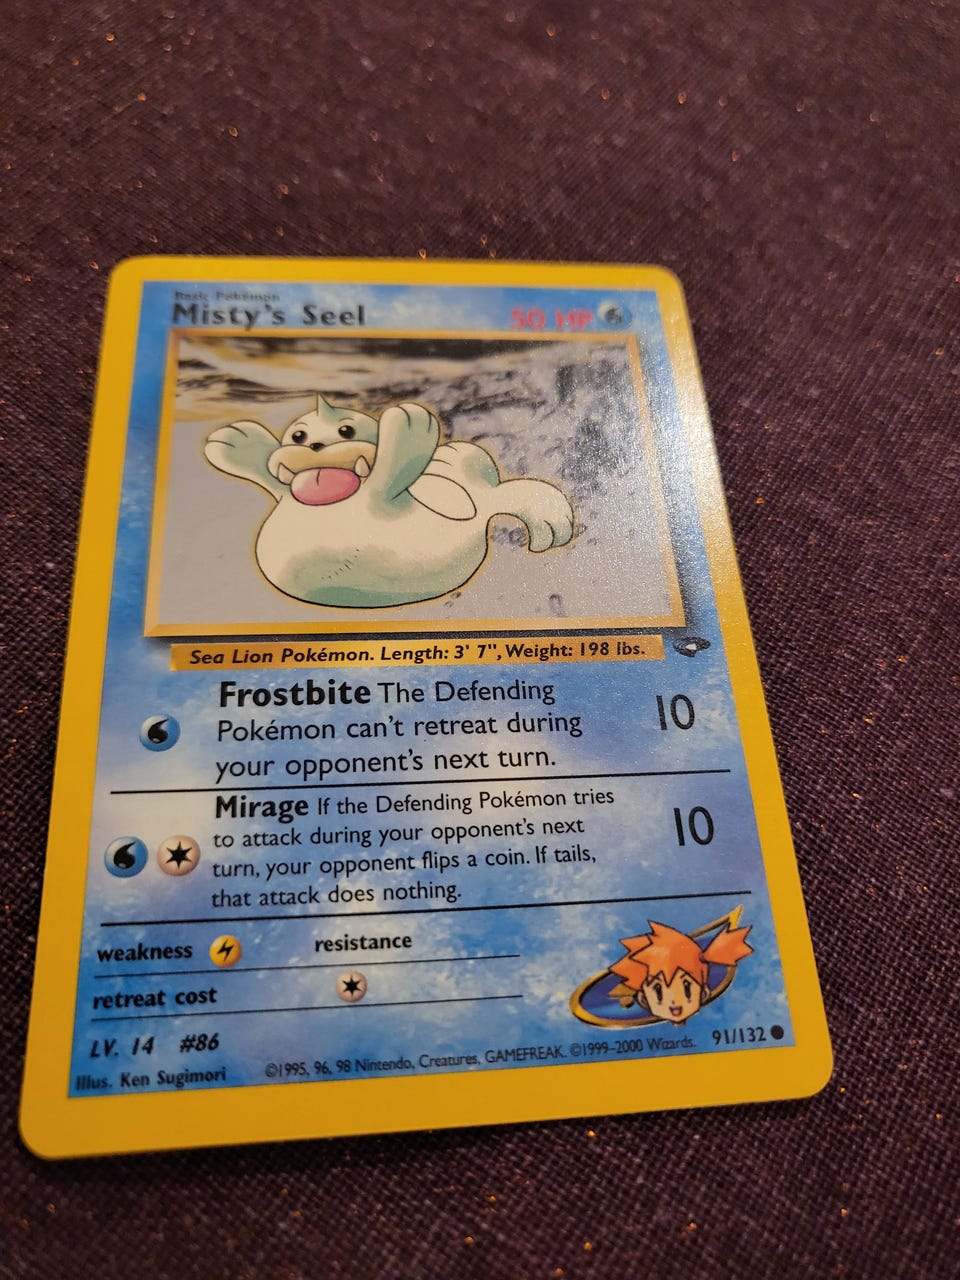 Basic Pokémon
Misty's Seel
50 HP
Sea Lion Pokémon. Length: 3' 7", Weight: 198 lbs.
Frostbite The Defending
Pokémon can't retreat during
your opponent's next turn.
10
Mirage If the Defending Pokémon tries
to attack during your opponent's next
turn, your opponent flips a coin. If tails,
that attack does nothing.
10
weakness
resistance
retreat cost
LV. 14 #86
Illus. Ken Sugimori
©1995, 96, 98 Nintendo, Creatures, GAMEFREAK. ©1999–2000 Wizards.
91/132